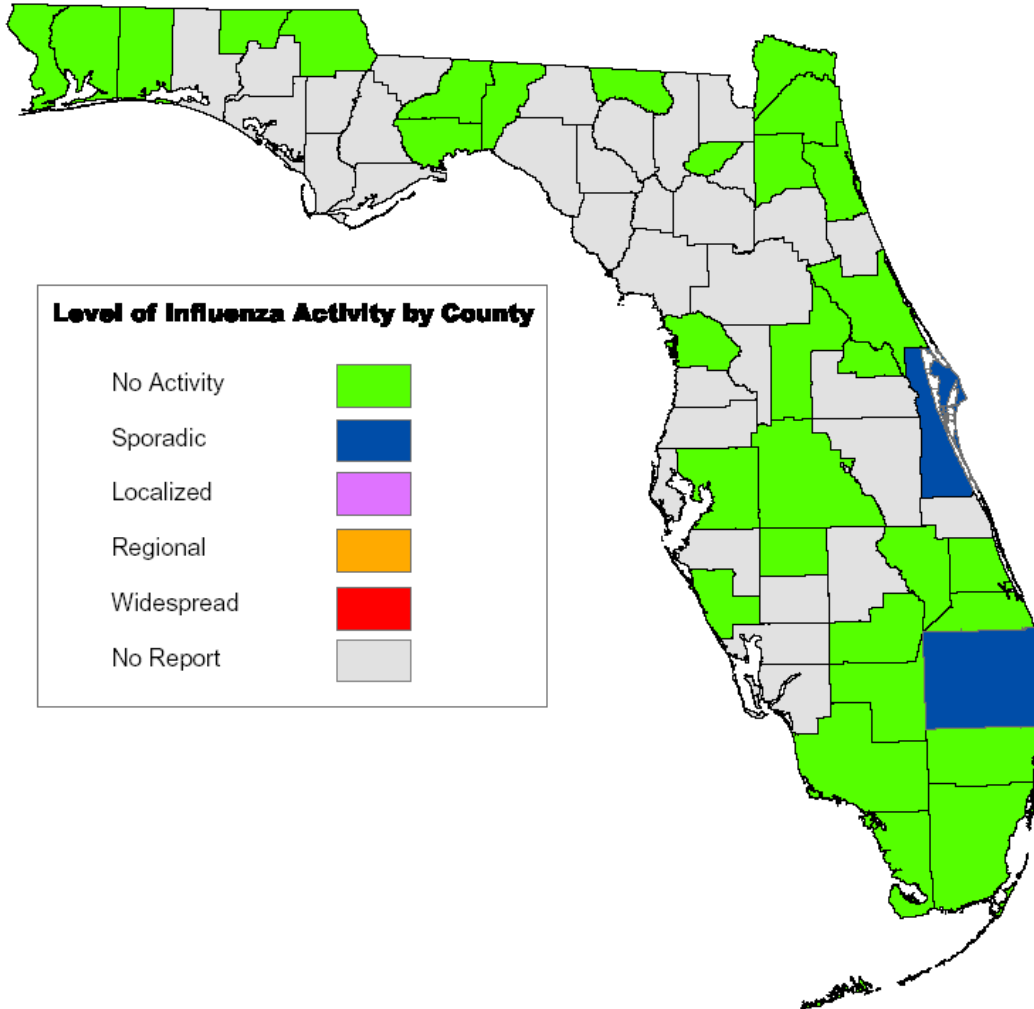 Level of Influenza Activity by County
No Activity
Sporadic
Localized
Regional
Widespread
No Report